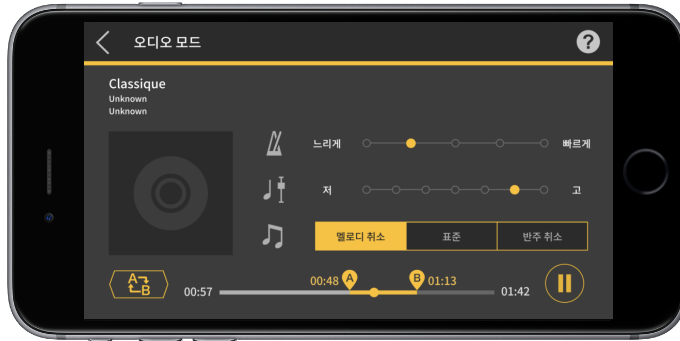 오디오 모드
?
Classique
Unknown
Unknown
느리게 빠르게
저 고
멜로디 취소 표준 반주 취소
00:48 A B 01:13
A B
00:57 01:42